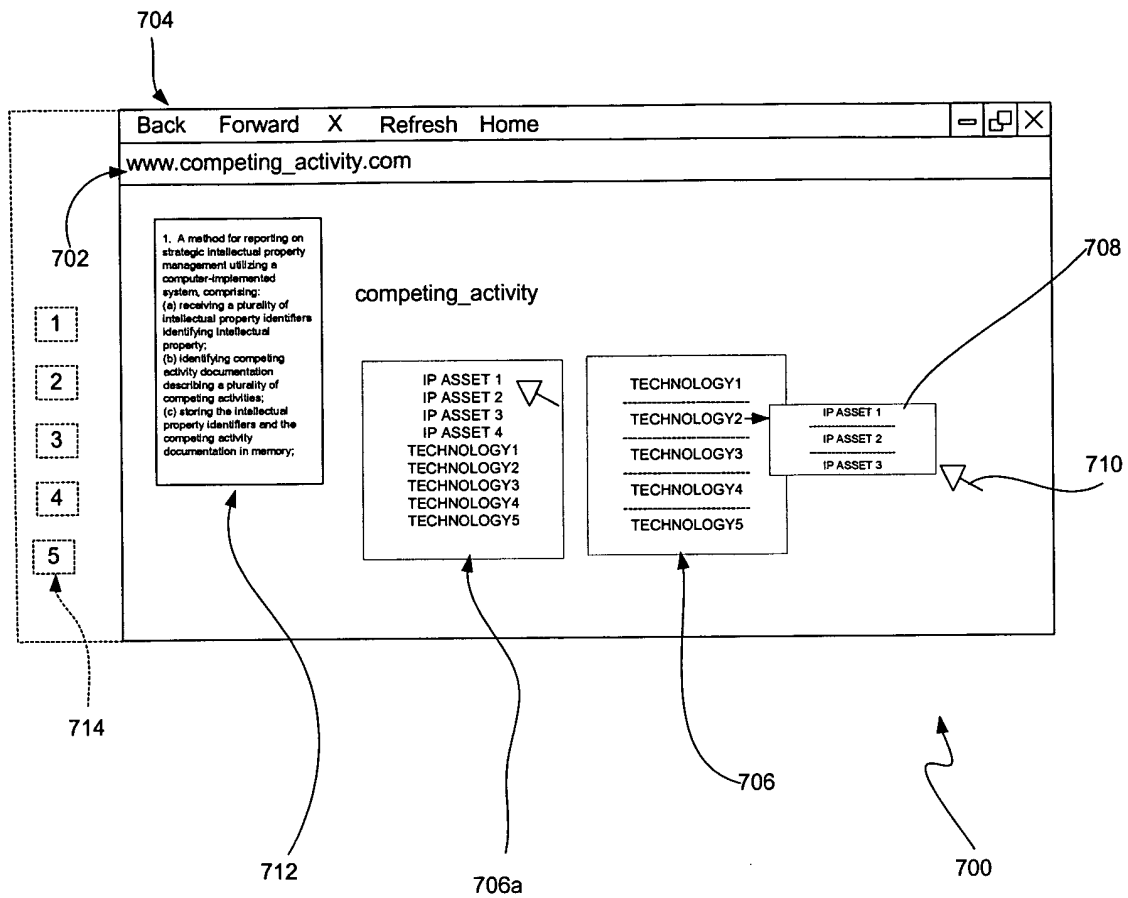 704
Back Forward X Refresh Home
www.competing_activity.com
702
1. A method for reporting on
strategic intellectual property
management utilizing a
computer-implemented
system, comprising:
(a) receiving a plurality of
intellectual property identifiers
identifying intellectual
property;
(b) identifying competing
activity documentation
describing a plurality of
competing activities;
(c) storing the intellectual
property identifiers and the
competing activity
documentation in memory;
competing_activity
1
2
3
4
5
IP ASSET 1
IP ASSET 2
IP ASSET 3
IP ASSET 4
TECHNOLOGY1
TECHNOLOGY2
TECHNOLOGY3
TECHNOLOGY4
TECHNOLOGY5
TECHNOLOGY1
TECHNOLOGY2
TECHNOLOGY3
TECHNOLOGY4
TECHNOLOGY5
IP ASSET 1
IP ASSET 2
IP ASSET 3
708
710
714
712
706a
706
700